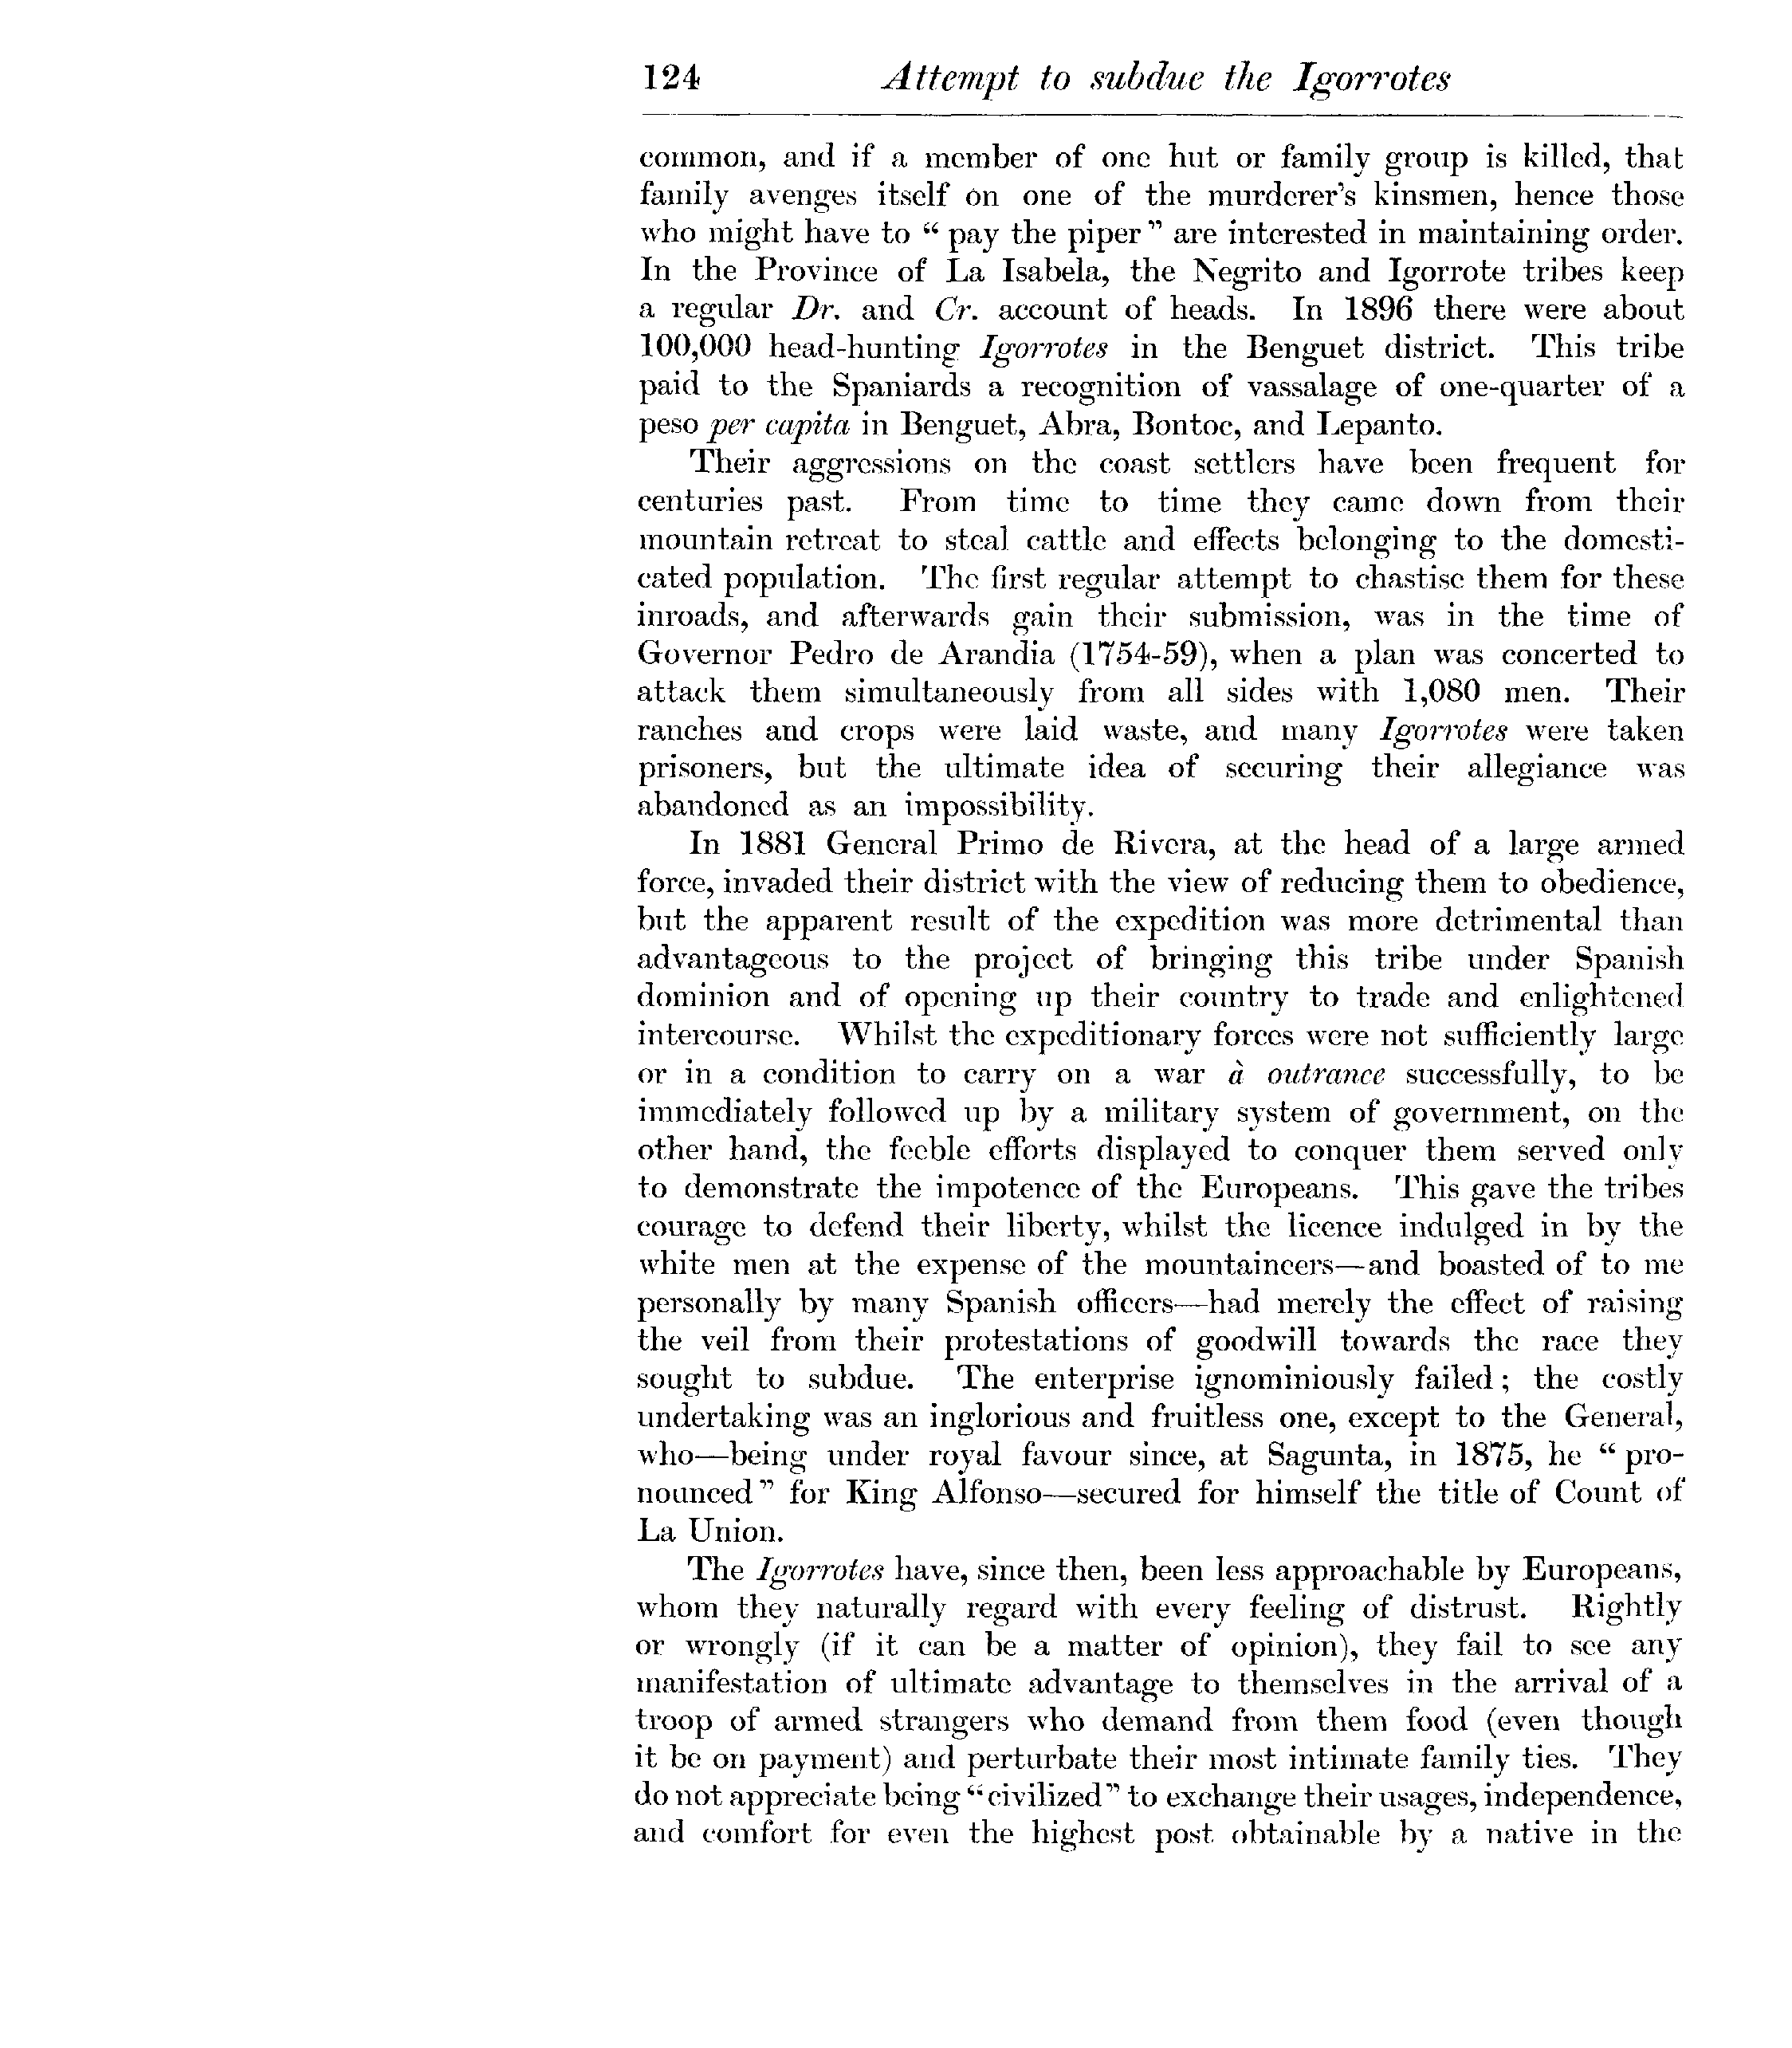 124 Attempt to subdue the Igorrotes
common, and if a member of one hut or family group is killed, that
family avenges itself on one of the murderer's kinsmen, hence those
who might have to “ pay the piper ” are interested in maintaining order.
In the Province of La Isabela, the Negrito and Igorrote tribes keep
a regular Dr. and Cr. account of heads. In 1896 there were about
100,000 head-hunting Igorrotes in the Benguet district. This tribe
paid to the Spaniards a recognition of vassalage of one-quarter of a
peso per capita in Benguet, Abra, Bontoc, and Lepanto.
Their aggressions on the coast settlers have been frequent for
centuries past. From time to time they came down from their
mountain retreat to steal cattle and effects belonging to the domesti-
cated population. The first regular attempt to chastise them for these
inroads, and afterwards gain their submission, was in the time of
Governor Pedro de Arandia (1754-59), when a plan was concerted to
attack them simultaneously from all sides with 1,080 men. Their
ranches and crops were laid waste, and many Igorrotes were taken
prisoners, but the ultimate idea of securing their allegiance was
abandoned as an impossibility.
In 1881 General Primo de Rivera, at the head of a large armed
force, invaded their district with the view of reducing them to obedience,
but the apparent result of the expedition was more detrimental than
advantageous to the project of bringing this tribe under Spanish
dominion and of opening up their country to trade and enlightened
intercourse. Whilst the expeditionary forces were not sufficiently large
or in a condition to carry on a war à outrance successfully, to be
immediately followed up by a military system of government, on the
other hand, the feeble efforts displayed to conquer them served only
to demonstrate the impotence of the Europeans. This gave the tribes
courage to defend their liberty, whilst the licence indulged in by the
white men at the expense of the mountaineers—and boasted of to me
personally by many Spanish officers—had merely the effect of raising
the veil from their protestations of goodwill towards the race they
sought to subdue. The enterprise ignominiously failed ; the costly
undertaking was an inglorious and fruitless one, except to the General,
who—being under royal favour since, at Sagunta, in 1875, he “ pro-
nounced ” for King Alfonso—secured for himself the title of Count of
La Union.
The Igorrotes have, since then, been less approachable by Europeans,
whom they naturally regard with every feeling of distrust. Rightly
or wrongly (if it can be a matter of opinion), they fail to see any
manifestation of ultimate advantage to themselves in the arrival of a
troop of armed strangers who demand from them food (even though
it be on payment) and perturbate their most intimate family ties. They
do not appreciate being “civilized” to exchange their usages, independence,
and comfort for even the highest post obtainable by a native in the